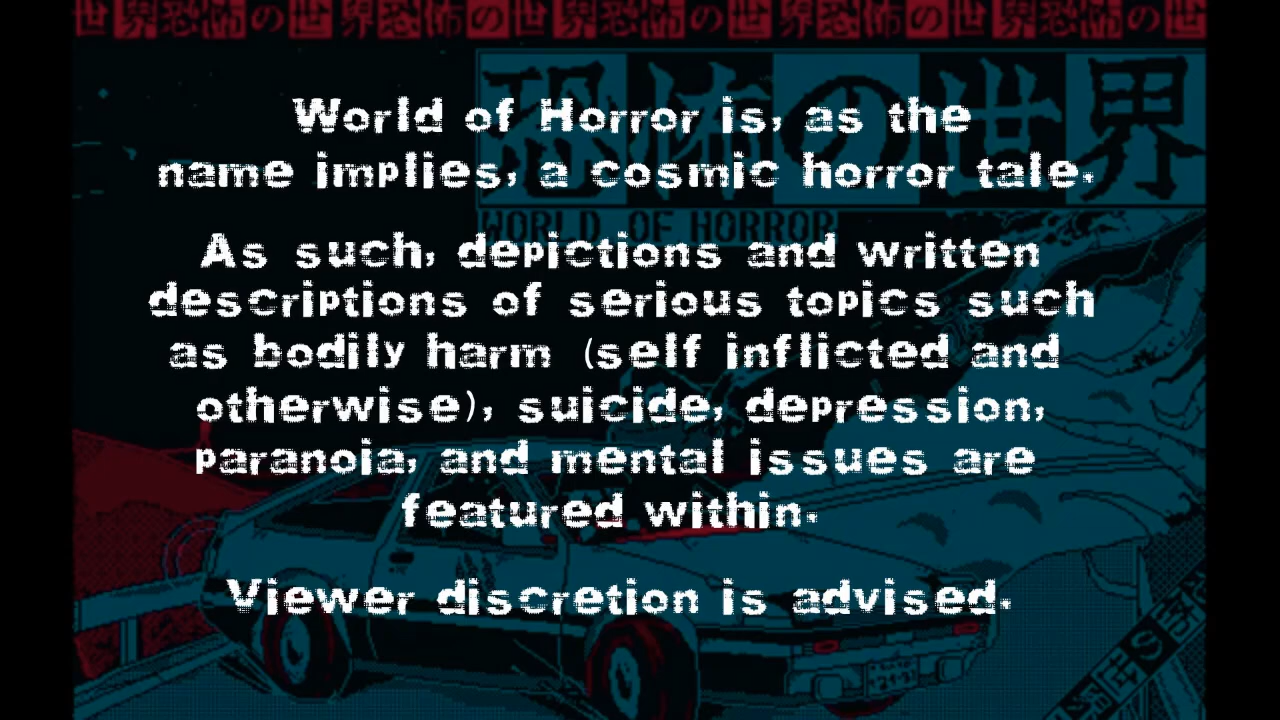 世界恐怖の世界恐怖の世界恐怖の世界恐怖の世界恐怖の世
恐怖の世界
WORLD OF HORROR
World of Horror is, as the
name implies, a cosmic horror tale.
As such, depictions and written
descriptions of serious topics such
as bodily harm (self inflicted and
otherwise), suicide, depression,
paranoia, and mental issues are
featured within.
Viewer discretion is advised.